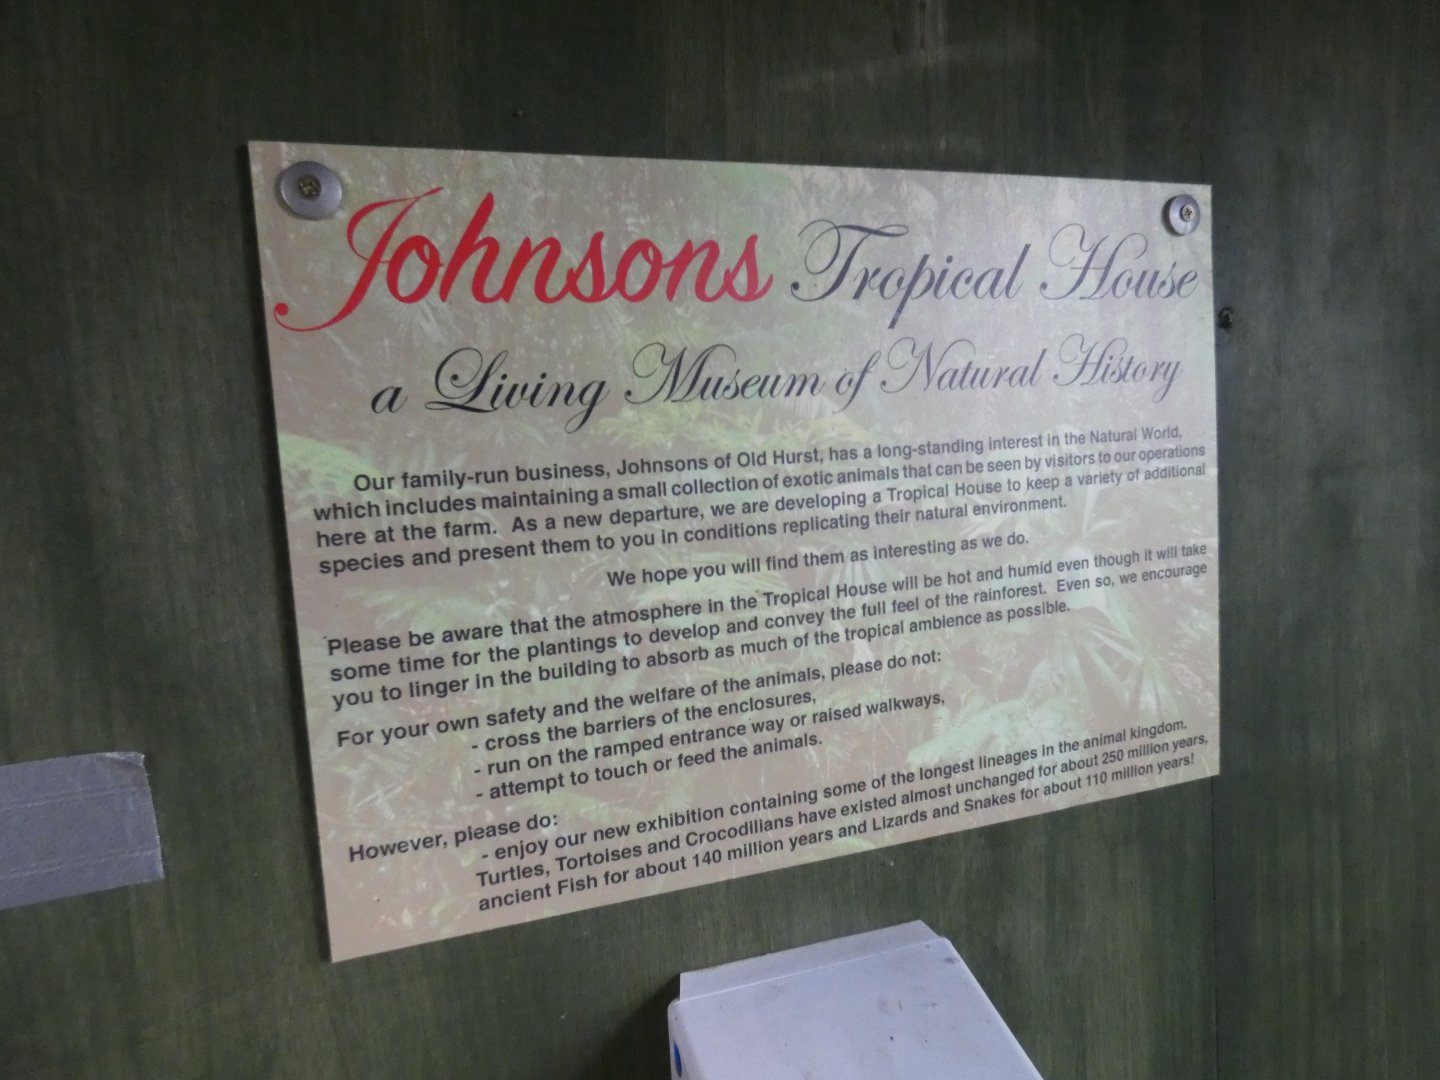 Johnsons Tropical House
a Living Museum of Natural History
Our family-run business, Johnsons of Old Hurst, has a long-standing interest in the Natural World,
which includes maintaining a small collection of exotic animals that can be seen by visitors to our operations
here at the farm. As a new departure, we are developing a Tropical House to keep a variety of additional
species and present them to you in conditions replicating their natural environment.
We hope you will find them as interesting as we do.
Please be aware that the atmosphere in the Tropical House will be hot and humid even though it will take
some time for the plantings to develop and convey the full feel of the rainforest. Even so, we encourage
you to linger in the building to absorb as much of the tropical ambience as possible.
For your own safety and the welfare of the animals, please do not:
- cross the barriers of the enclosures,
- run on the ramped entrance way or raised walkways,
- attempt to touch or feed the animals.
However, please do:
- enjoy our new exhibition containing some of the longest lineages in the animal kingdom.
Turtles, Tortoises and Crocodilians have existed almost unchanged for about 250 million years,
ancient Fish for about 140 million years and Lizards and Snakes for about 110 million years!